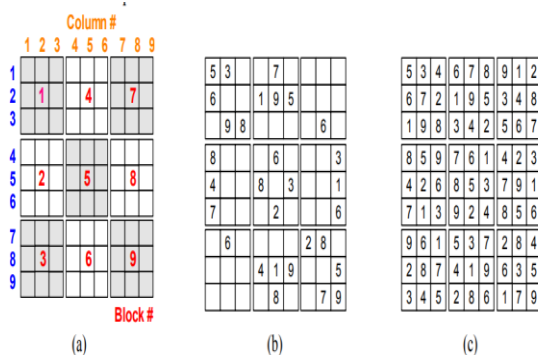 Column #
1 2 3 4 5 6 7 8 9
1
2 1 4 7
3
4
5 2 5 8
6
7
8 3 6 9
9
Block #
(a)
5 3 7
6 1 9 5
9 8 6
8 6 3
4 8 3 1
7 2 6
6 2 8
4 1 9 5
8 7 9
(b)
5 3 4 6 7 8 9 1 2
6 7 2 1 9 5 3 4 8
1 9 8 3 4 2 5 6 7
8 5 9 7 6 1 4 2 3
4 2 6 8 5 3 7 9 1
7 1 3 9 2 4 8 5 6
9 6 1 5 3 7 2 8 4
2 8 7 4 1 9 6 3 5
3 4 5 2 8 6 1 7 9
(c)